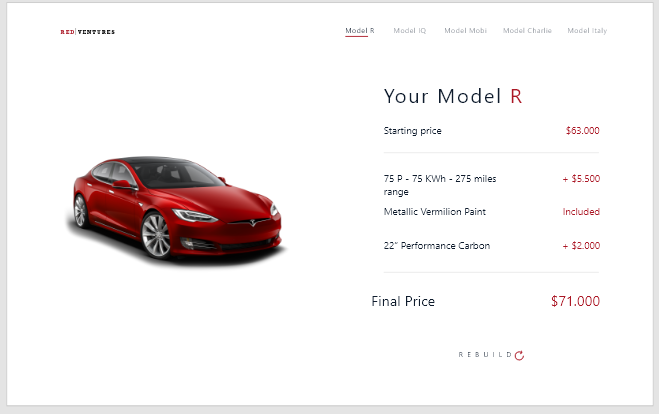 RED|VENTURES
Model R Model IQ Model Mobi Model Charlie Model Italy
Your Model R
Starting price $63.000
75 P - 75 KWh - 275 miles + $5.500
range
Metallic Vermilion Paint Included
22" Performance Carbon + $2.000
Final Price $71.000
REBUILD